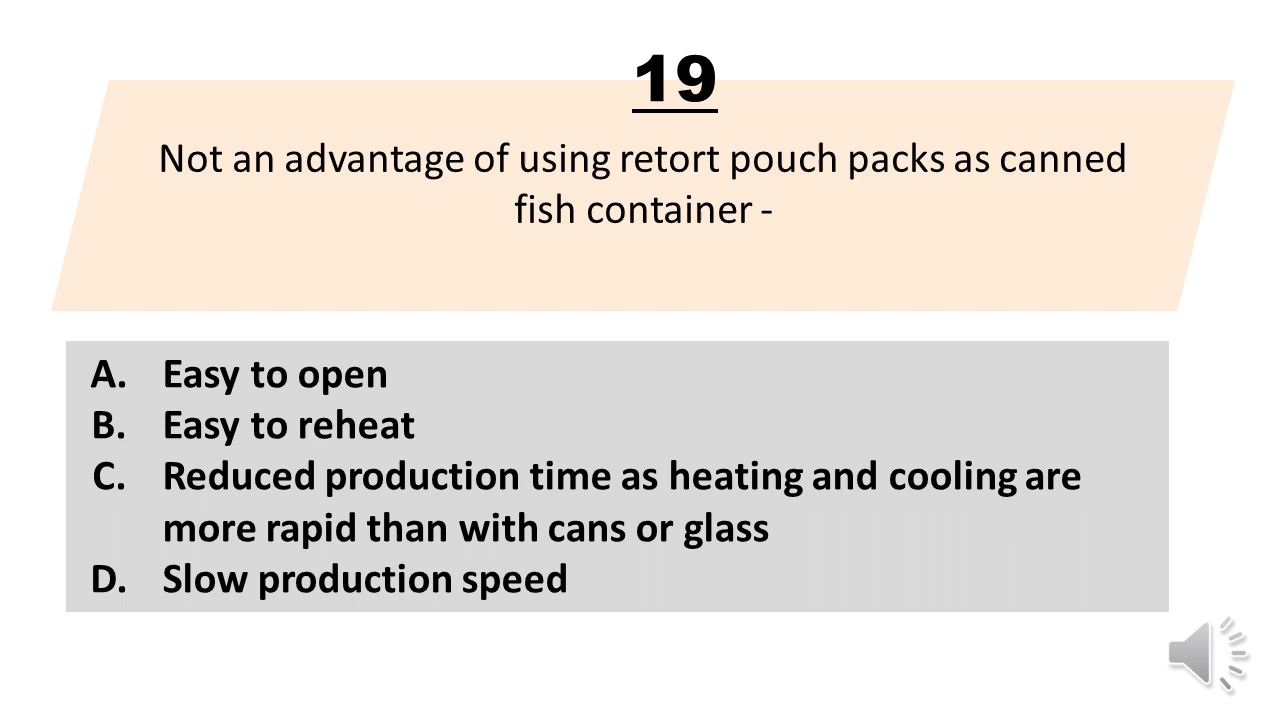 19
Not an advantage of using retort pouch packs as canned
fish container -
A. Easy to open
B. Easy to reheat
C. Reduced production time as heating and cooling are
more rapid than with cans or glass
D. Slow production speed